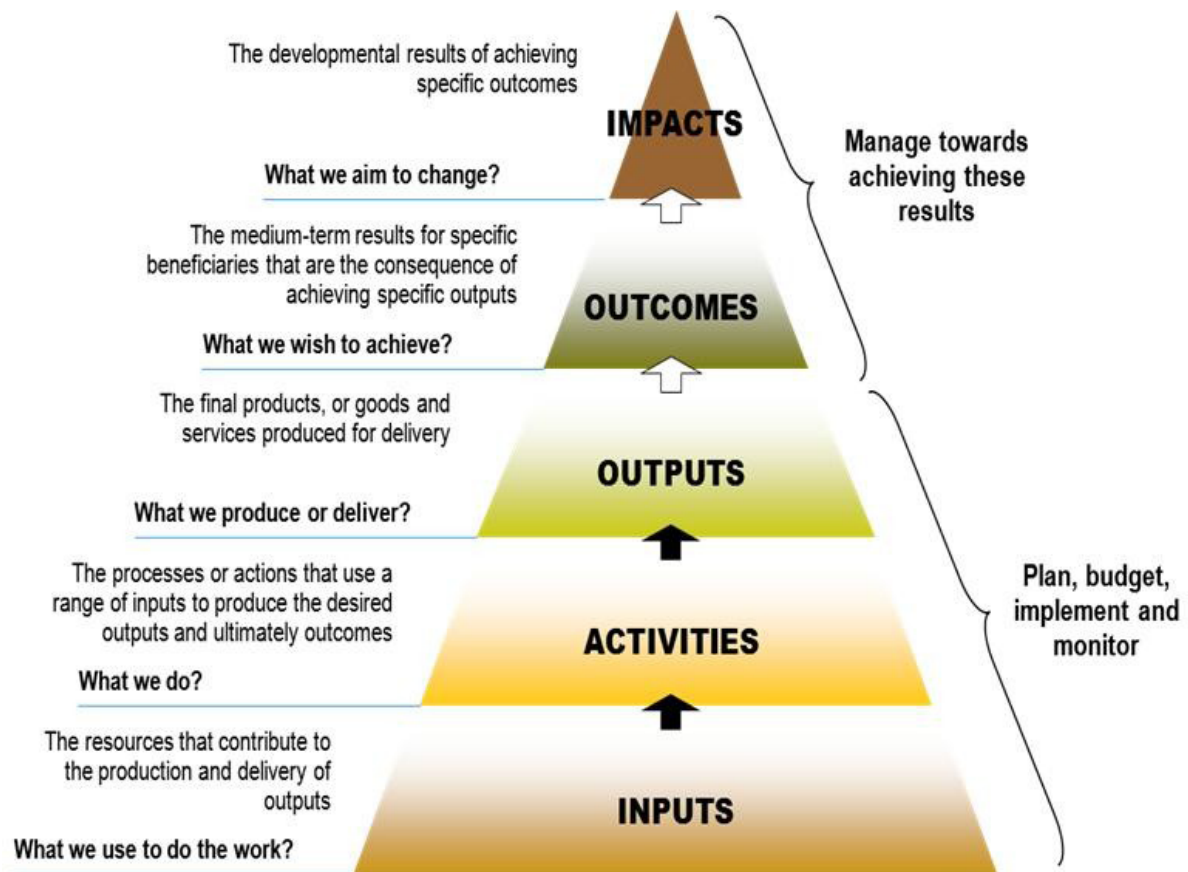 The developmental results of achieving
specific outcomes
IMPACTS
What we aim to change?
Manage towards
achieving these
results
The medium-term results for specific
beneficiaries that are the consequence of
achieving specific outputs
OUTCOMES
What we wish to achieve?
The final products, or goods and
services produced for delivery
OUTPUTS
What we produce or deliver?
The processes or actions that use a
range of inputs to produce the desired
outputs and ultimately outcomes
ACTIVITIES
What we do?
Plan, budget,
implement and
monitor
The resources that contribute to
the production and delivery of
outputs
INPUTS
What we use to do the work?